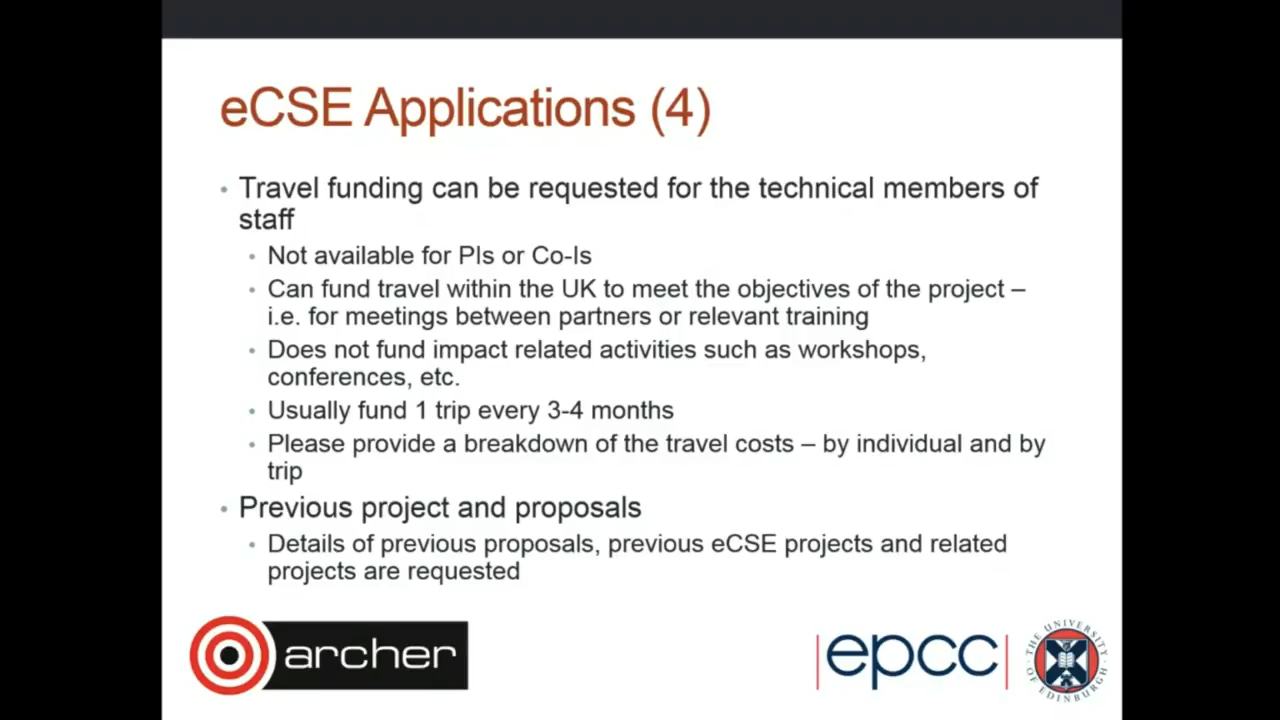 eCSE Applications (4)
• Travel funding can be requested for the technical members of
staff
• Not available for PIs or Co-Is
• Can fund travel within the UK to meet the objectives of the project –
i.e. for meetings between partners or relevant training
• Does not fund impact related activities such as workshops,
conferences, etc.
• Usually fund 1 trip every 3-4 months
• Please provide a breakdown of the travel costs – by individual and by
trip
• Previous project and proposals
• Details of previous proposals, previous eCSE projects and related
projects are requested
archer
epcc
THE UNIVERSITY
OF EDINBURGH